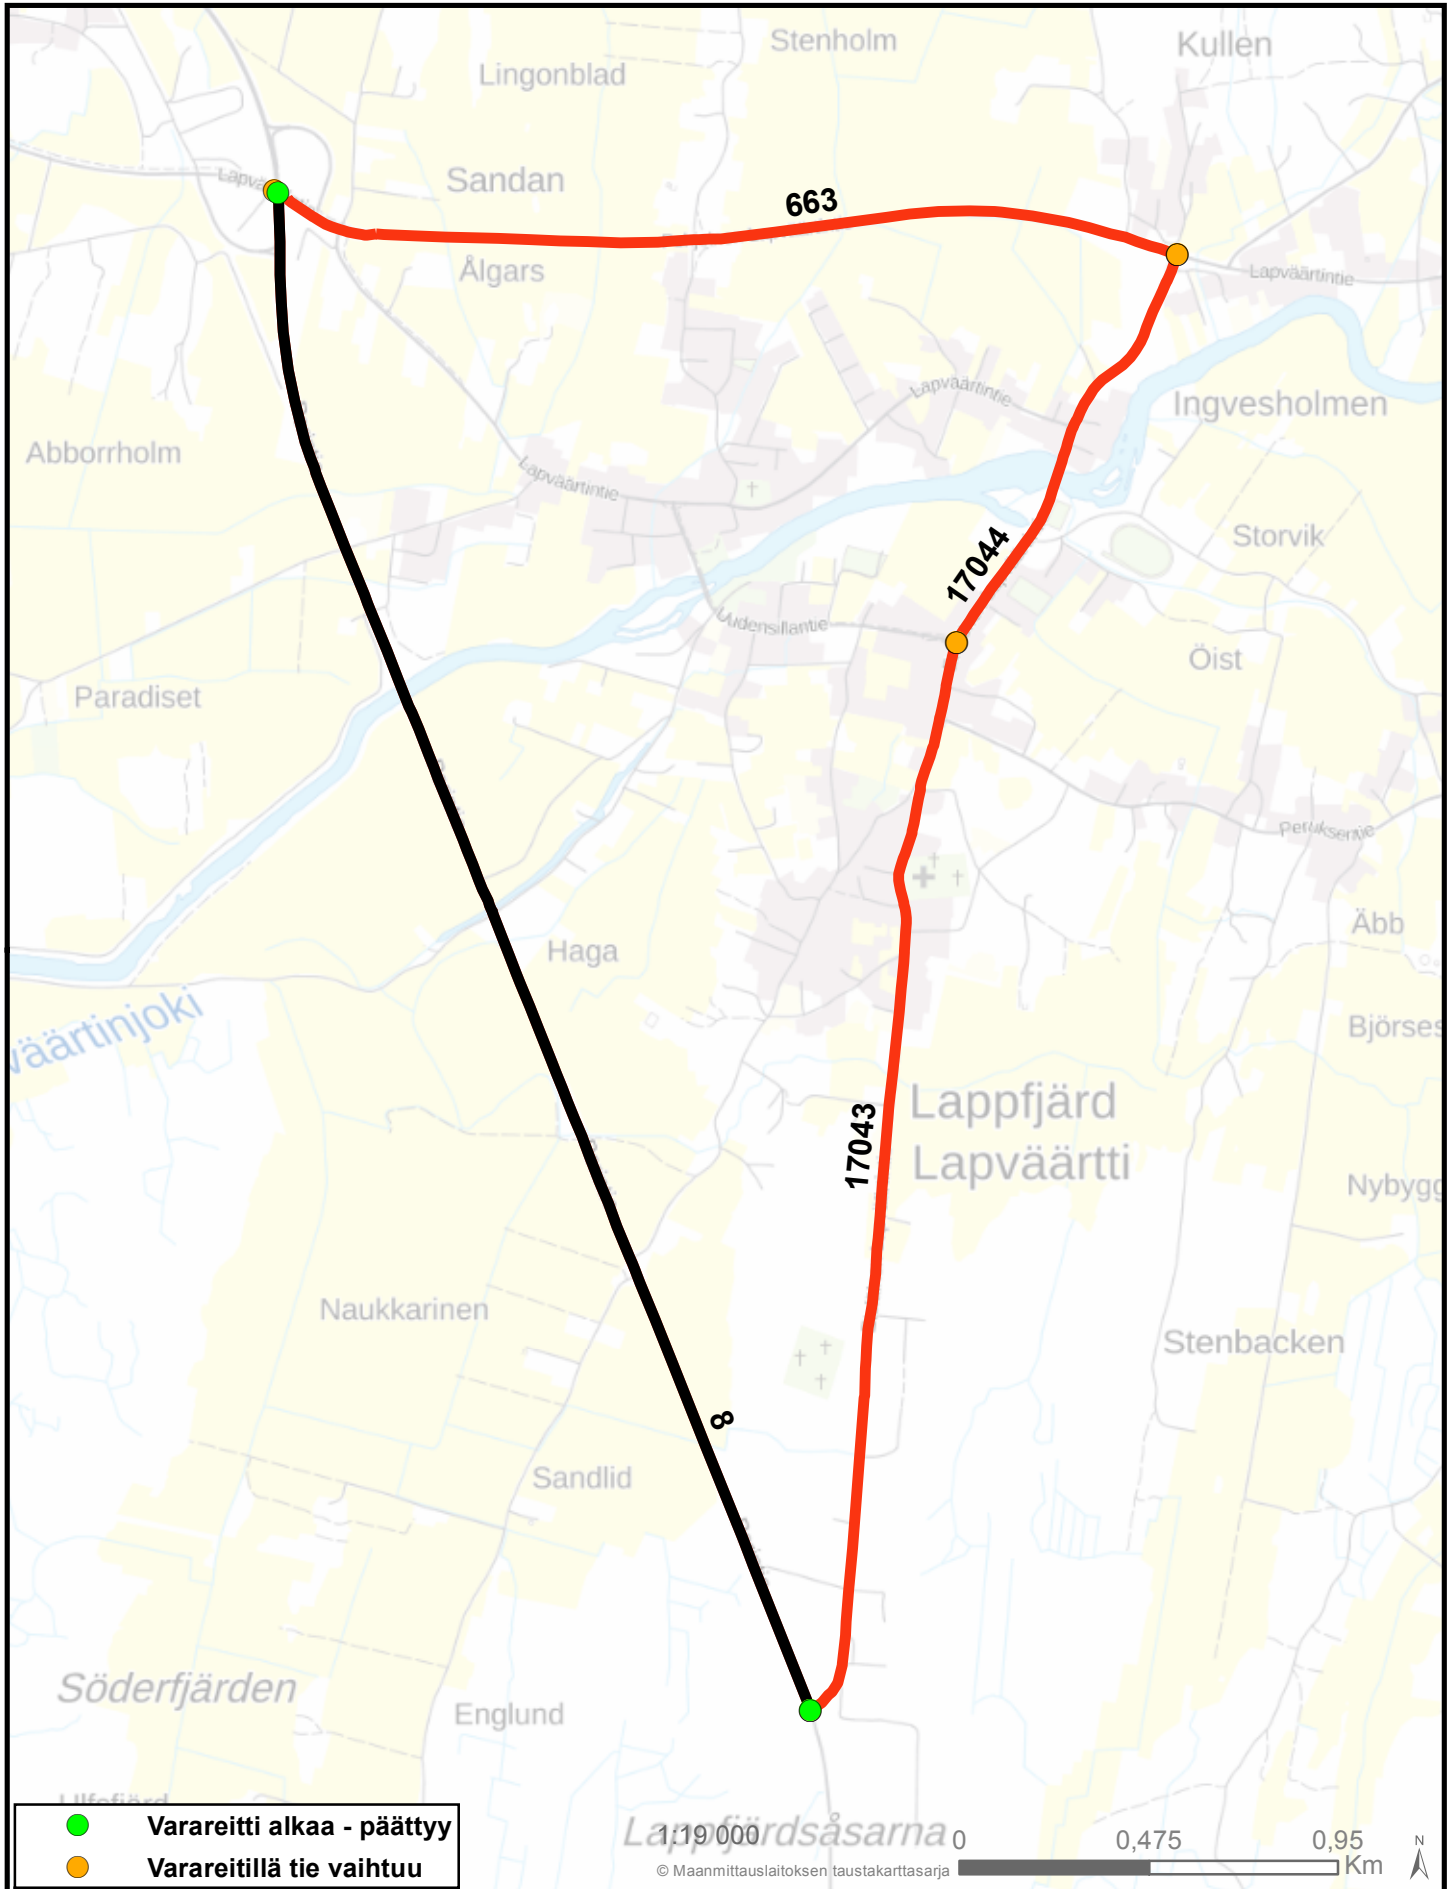 Stenholm
Kullen
Lingonblad
Sandan
663
Ålgars
Lapväärtintie
Lapväärtintie
Ingvesholmen
Abborrholm
Lapväärtintie
Storvik
17044
Uudensillantie
Öist
Paradiset
Peruksentie
Äbb
Haga
väärtinjoki
Björses
Lappfjärd
17043
Lapväärtti
Nybygg
Naukkarinen
Stenbacken
8
Sandlid
Söderfjärden
Englund
Varareitti alkaa - päättyy
Varareitillä tie vaihtuu
Lappfjärdsåsarna
1:19 000
0 0,475 0,95
Km
N
© Maanmittauslaitoksen taustakarttasarja